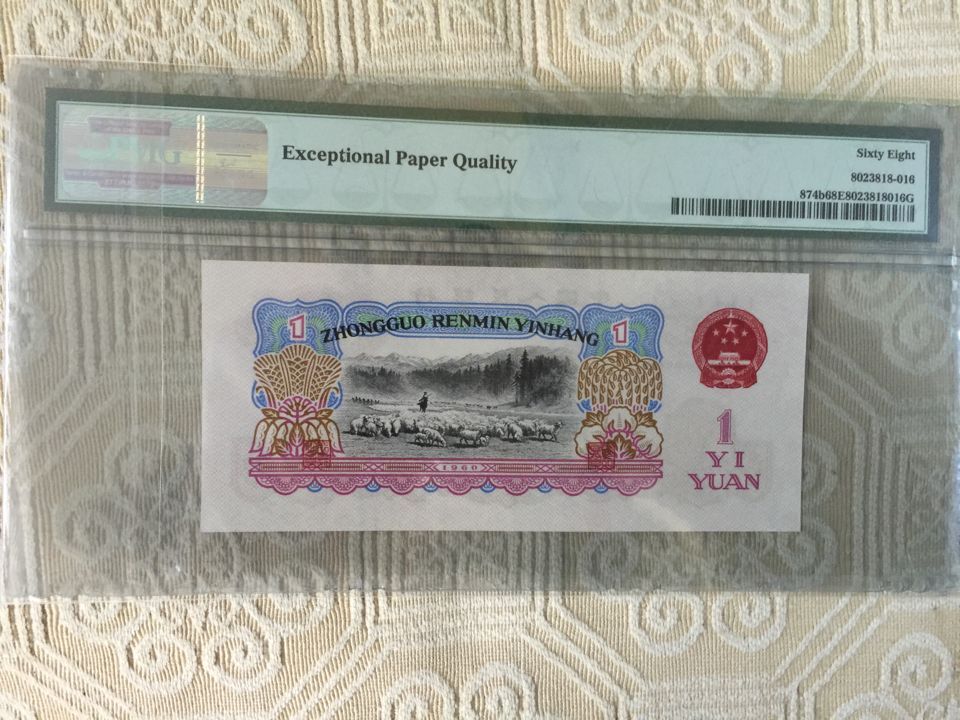 Exceptional Paper Quality
Sixty Eight
8023818-016
874b68E8023818016G
1
ZHONGGUO RENMIN YINHANG
1
1960
1
YI
YUAN